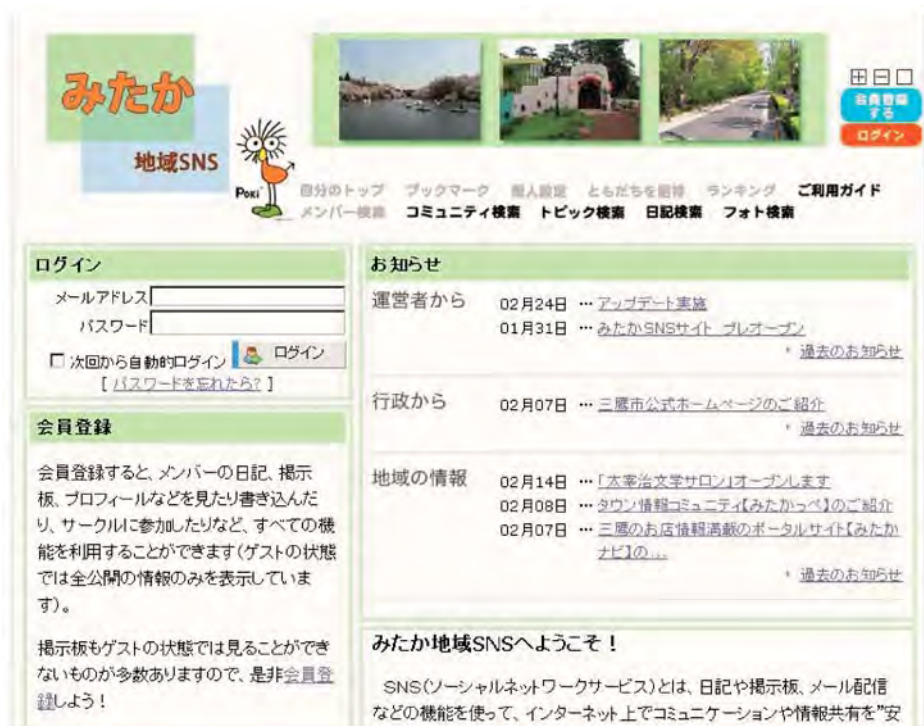 みたか
地域SNS
POKI
会員登録
する
ログイン
自分のトップ ブックマーク 個人設定 ともだちを招待 ランキング ご利用ガイド
メンバー検索 コミュニティ検索 トピック検索 日記検索 フォト検索
ログイン
メールアドレス
パスワード
次回から自動的ログイン ログイン
[ パスワードを忘れたら? ]
会員登録
会員登録すると、メンバーの日記、掲示
板、プロフィールなどを見たり書き込んだ
り、サークルに参加したりなど、すべての機
能を利用することができます(ゲストの状態
では全公開の情報のみを表示していま
す)。
掲示板もゲストの状態では見ることができ
ないものが多数ありますので、是非会員登
録しよう!
お知らせ
運営者から 02月24日 … アップデート実施
01月31日 … みたかSNSサイト プレオープン
過去のお知らせ
行政から 02月07日 … 三鷹市公式ホームページのご紹介
過去のお知らせ
地域の情報 02月14日 … 「太宰治文学サロン」オープンします
02月08日 … タウン情報コミュニティ【みたかっぺ】のご紹介
02月07日 … 三鷹のお店情報満載のポータルサイト【みたか
ナビ】の...
過去のお知らせ
みたか地域SNSへようこそ!
SNS(ソーシャルネットワークサービス)とは、日記や掲示板、メール配信
などの機能を使って、インターネット上でコミュニケーションや情報共有を"安